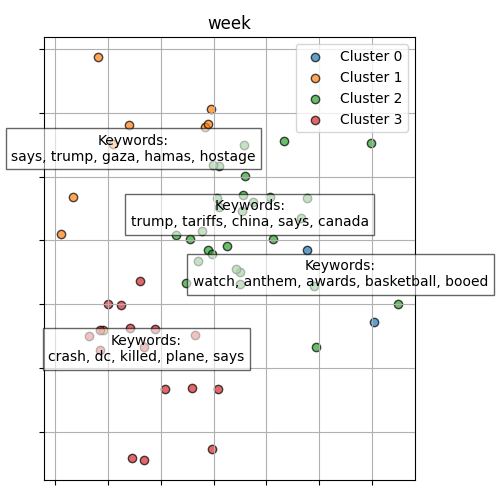 week
Cluster 0
Cluster 1
Cluster 2
Cluster 3
Keywords:
says, trump, gaza, hamas, hostage
Keywords:
trump, tariffs, china, says, canada
Keywords:
watch, anthem, awards, basketball, booed
Keywords:
crash, dc, killed, plane, says